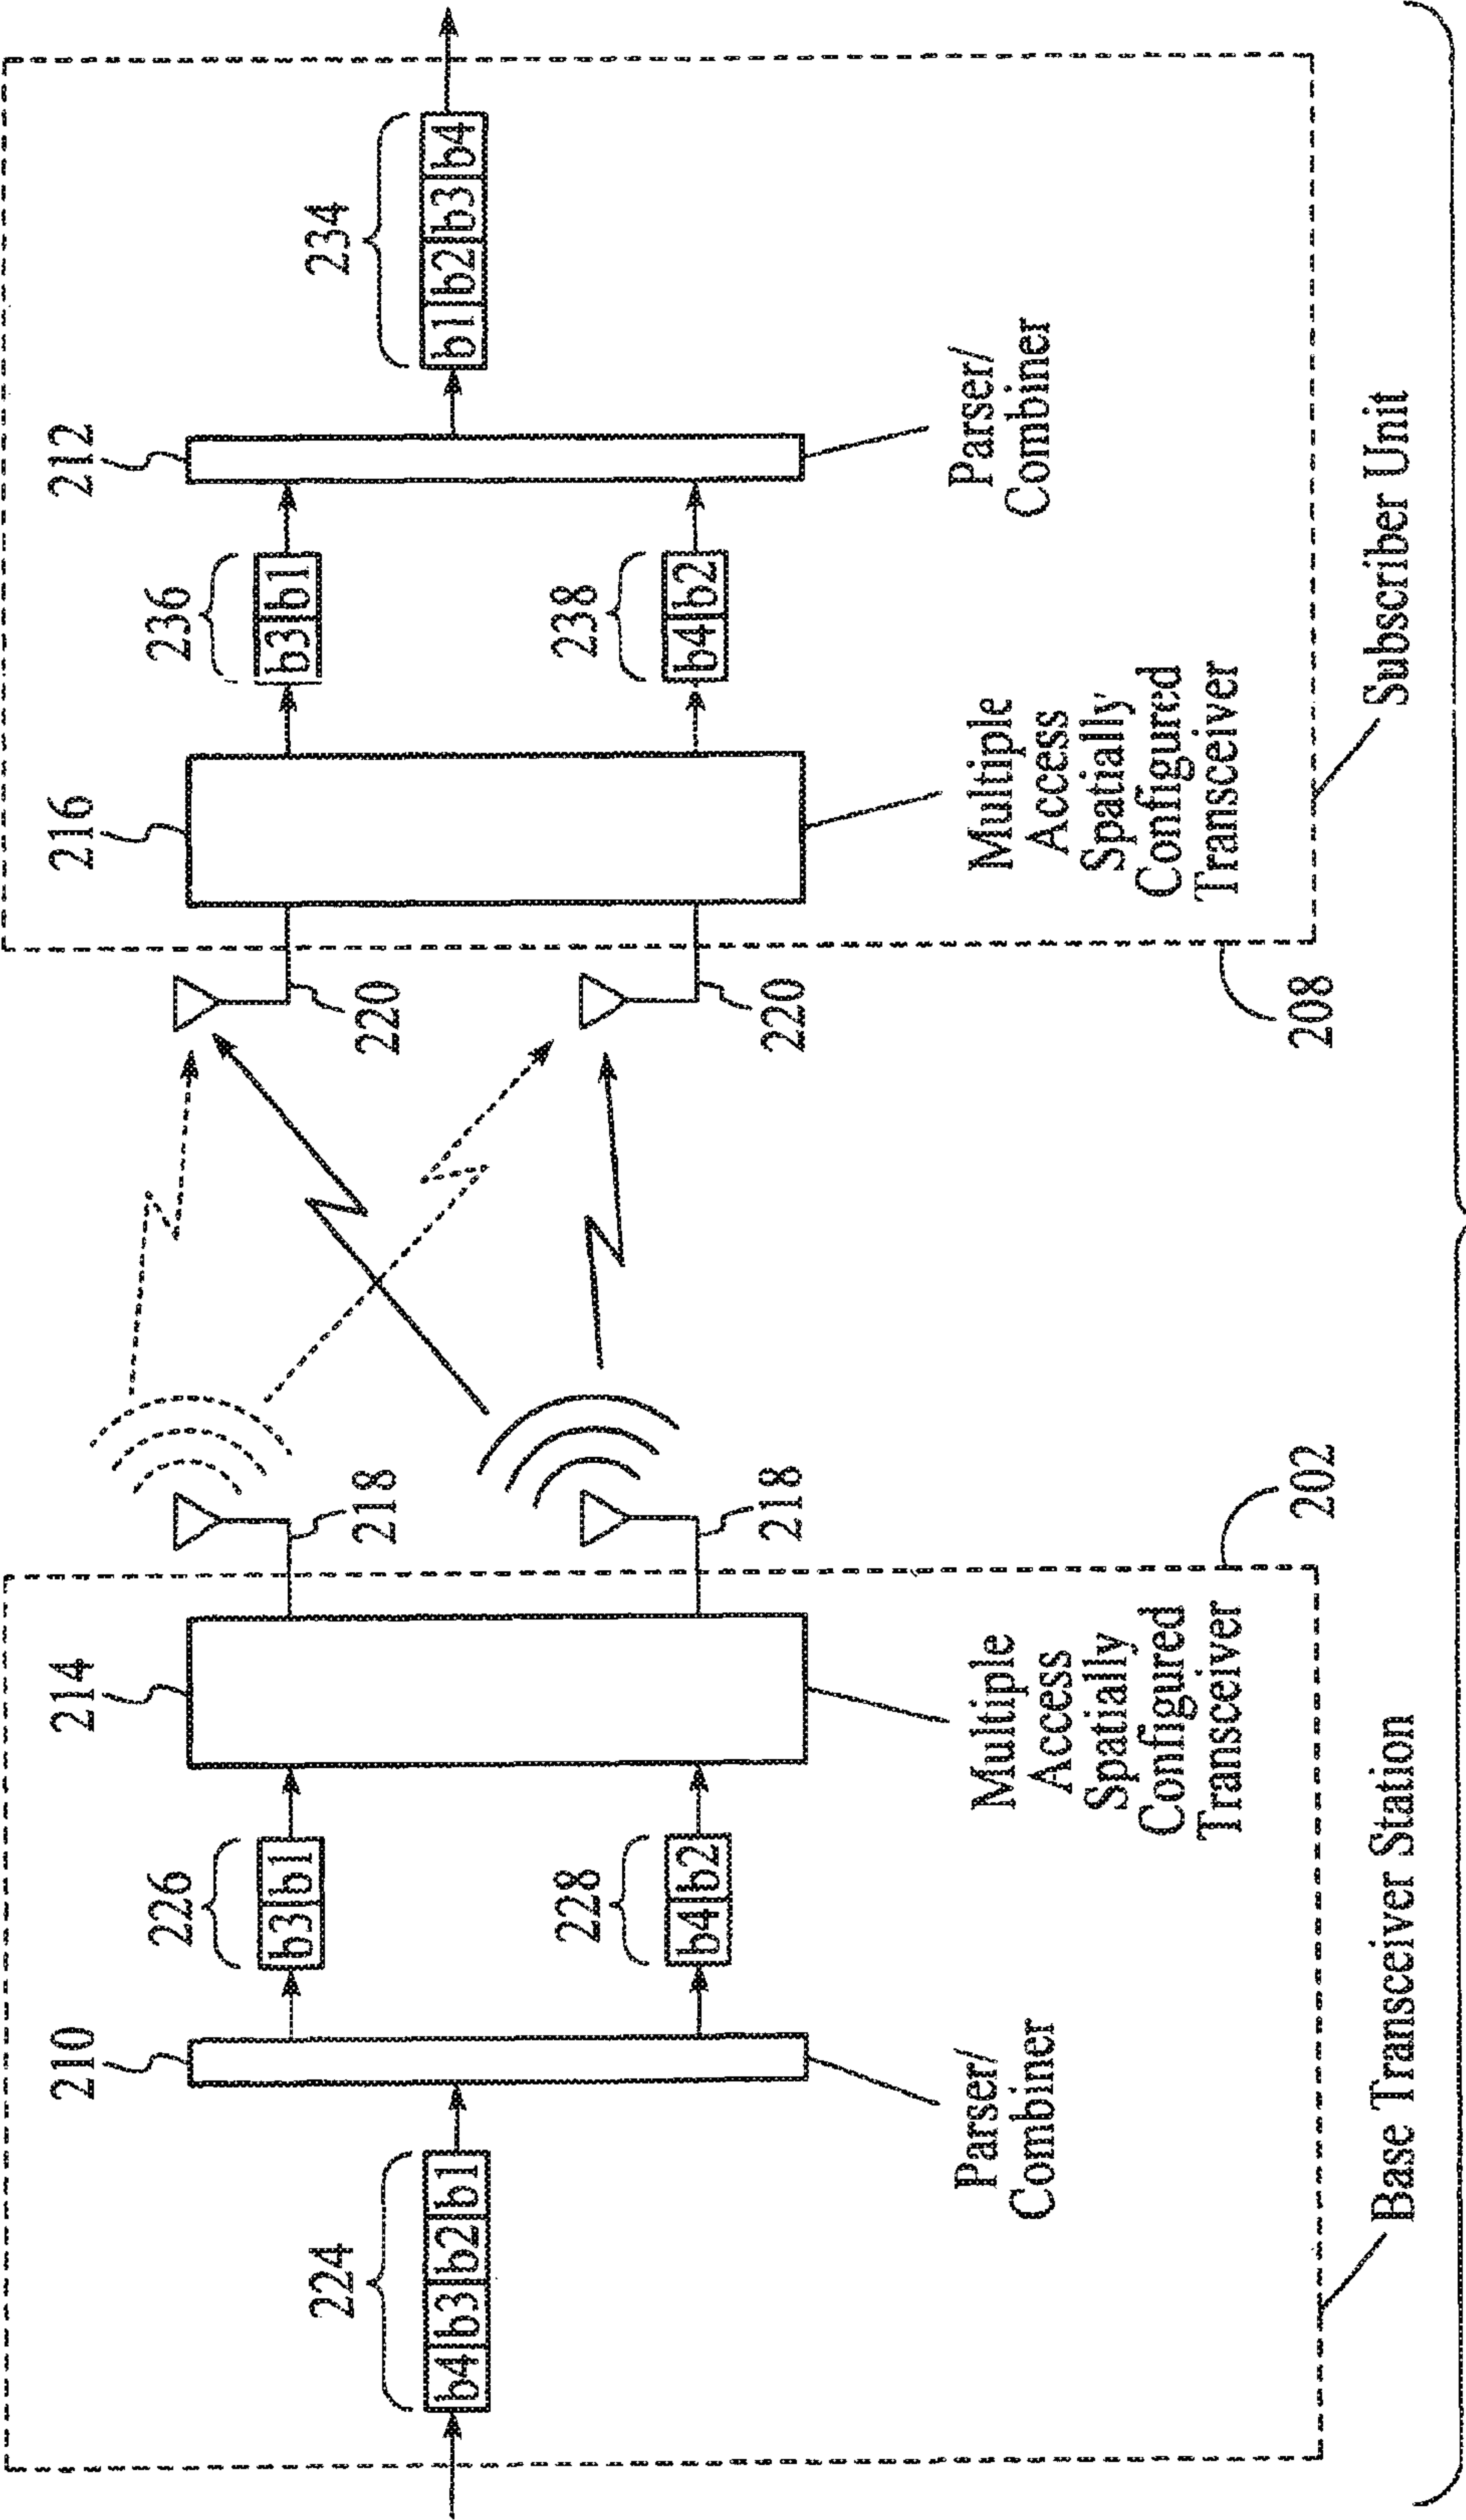 224
b4 b3 b2 b1
210
Parser/
Combiner
226
b3 b1
228
b4 b2
214
Multiple
Access
Spatially
Configured
Transceiver
218
218
202
Base Transceiver Station
220
220
208
216
Multiple
Access
Spatially
Configured
Transceiver
236
b3 b1
238
b4 b2
212
Parser/
Combiner
234
b1 b2 b3 b4
Subscriber Unit